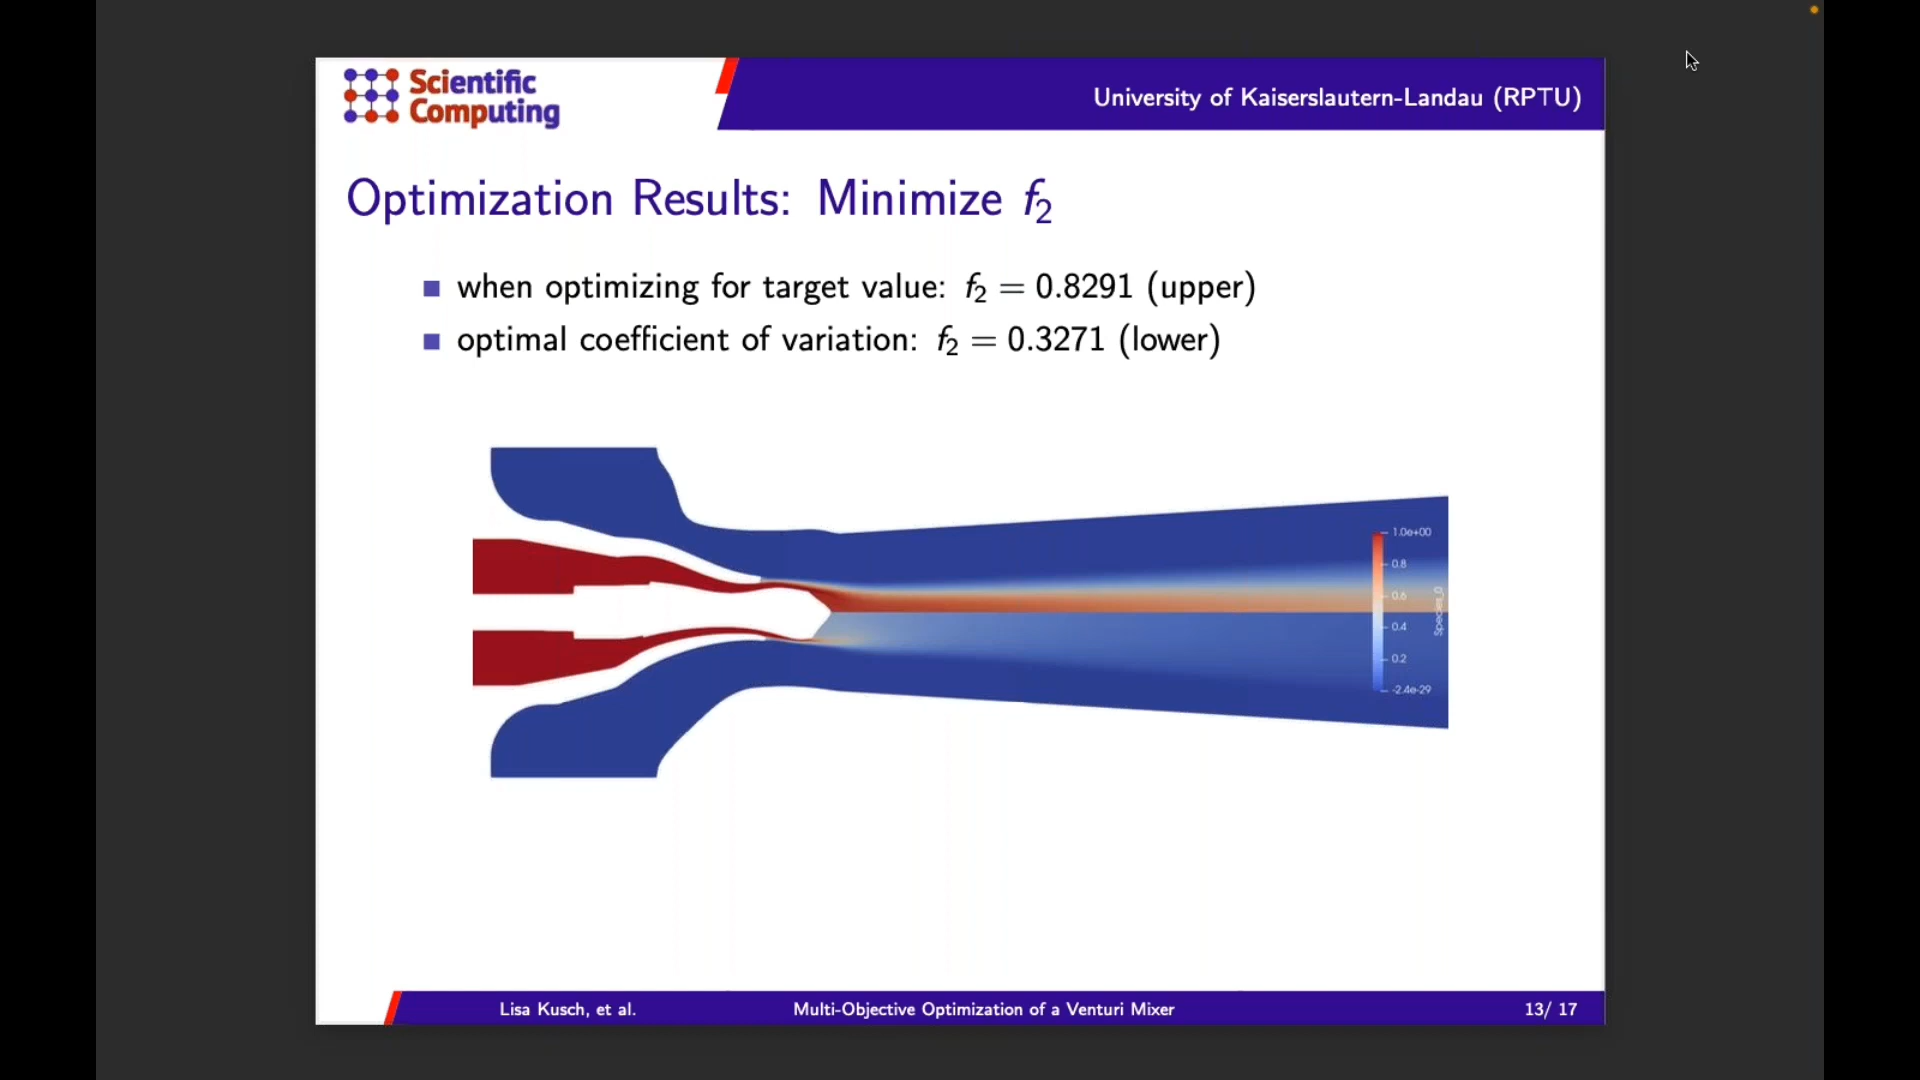 Scientific
Computing
University of Kaiserslautern-Landau (RPTU)
Optimization Results: Minimize f₂
when optimizing for target value: f₂ = 0.8291 (upper)
optimal coefficient of variation: f₂ = 0.3271 (lower)
1.0e+00
0.8
0.6
0.4
0.2
-2.4e-29
Species_0
Lisa Kusch, et al.
Multi-Objective Optimization of a Venturi Mixer
13/ 17